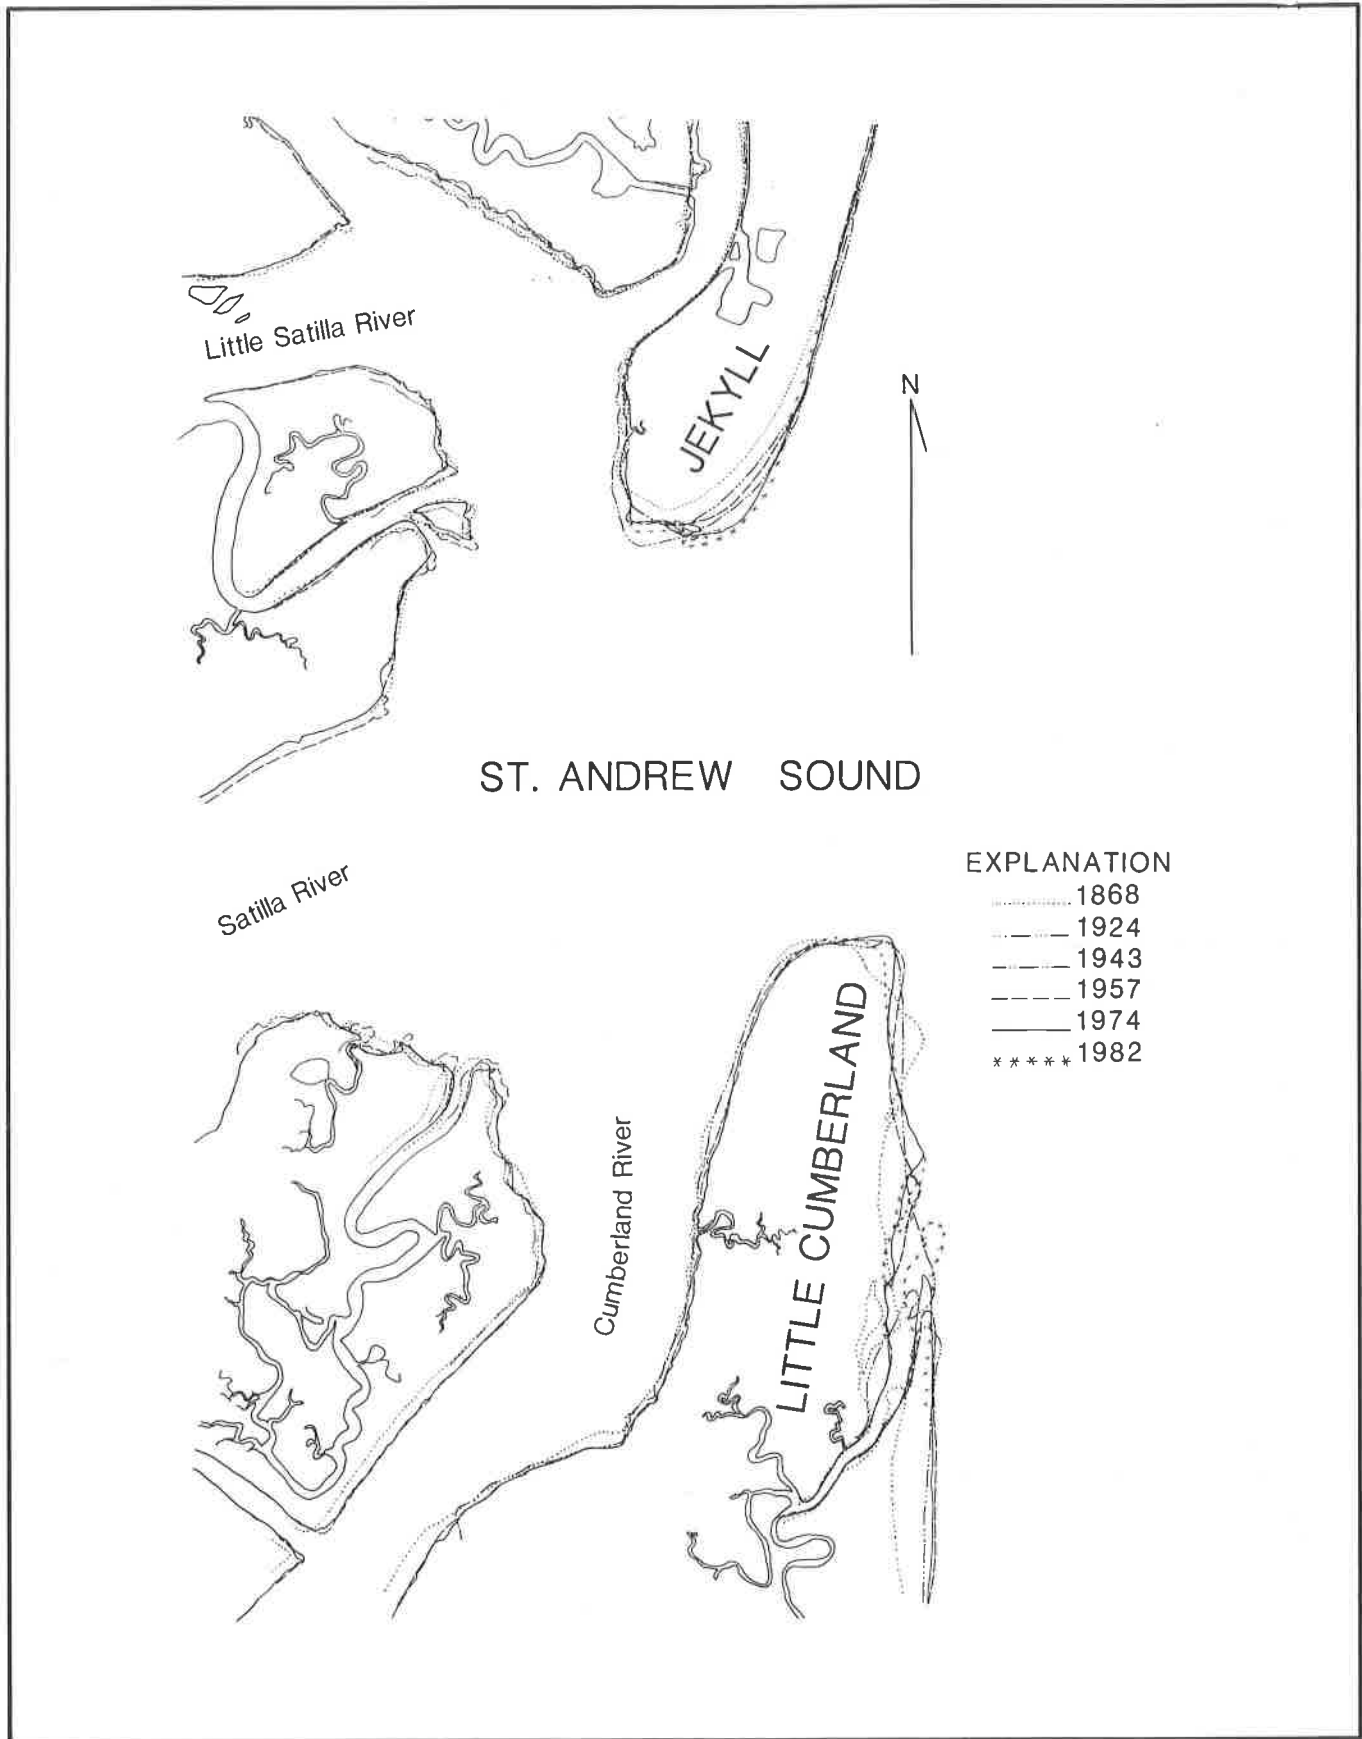 Little Satilla River
JEKYLL
N
ST. ANDREW SOUND
Satilla River
EXPLANATION
1868
1924
1943
1957
1974
1982
Cumberland River
LITTLE CUMBERLAND